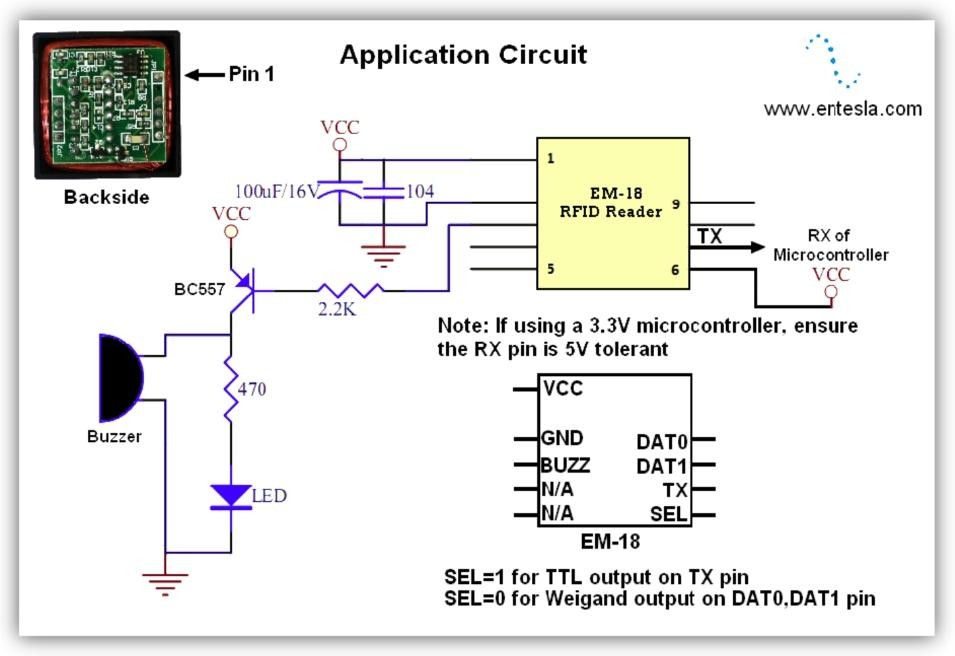 Application Circuit
Pin 1
www.entesla.com
Backside
VCC
100uF/16V
104
1
EM-18
RFID Reader
9
5
6
TX
RX of
Microcontroller
VCC
VCC
BC557
2.2K
Note: If using a 3.3V microcontroller, ensure
the RX pin is 5V tolerant
470
Buzzer
LED
VCC
GND
BUZZ
N/A
N/A
DAT0
DAT1
TX
SEL
EM-18
SEL=1 for TTL output on TX pin
SEL=0 for Weigand output on DAT0,DAT1 pin